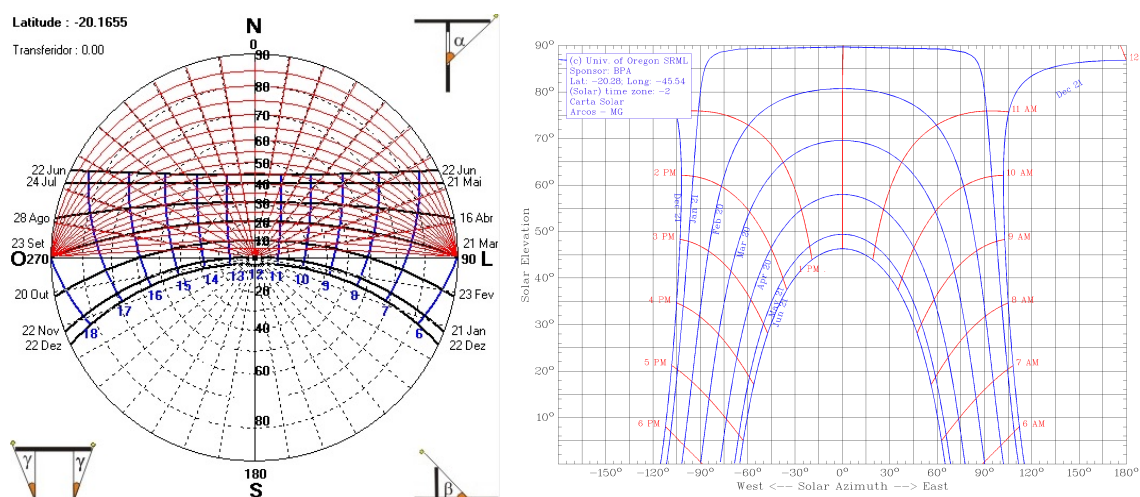 Latitude : -20.1655
Transferidor : 0.00
N
0
90
80
70
60
50
40
30
20
10
22 Jun
24 Jul
28 Ago
23 Set
O 270
20 Out
22 Nov
22 Dez
22 Jun
21 Mai
16 Abr
21 Mar
90 L
23 Fev
21 Jan
22 Dez
18
17
16
15
14
13
12
11
10
9
8
7
6
20
40
60
80
180
S
α
β
γ
γ
(c) Univ. of Oregon SRML
Sponsor: BPA
Lat: -20.28; Long: -45.54
(Solar) time zone: -2
Carta Solar
Arcos - MG
Solar Elevation
90°
80°
70°
60°
50°
40°
30°
20°
10°
12
11 AM
10 AM
9 AM
8 AM
7 AM
6 AM
1 PM
2 PM
3 PM
4 PM
5 PM
6 PM
Dec 21
Dec 21
Jan 21
Feb 20
Mar 20
Apr 20
May 21
Jun 21
-150°
-120°
-90°
-60°
-30°
0°
30°
60°
90°
120°
150°
180°
West <-- Solar Azimuth --> East